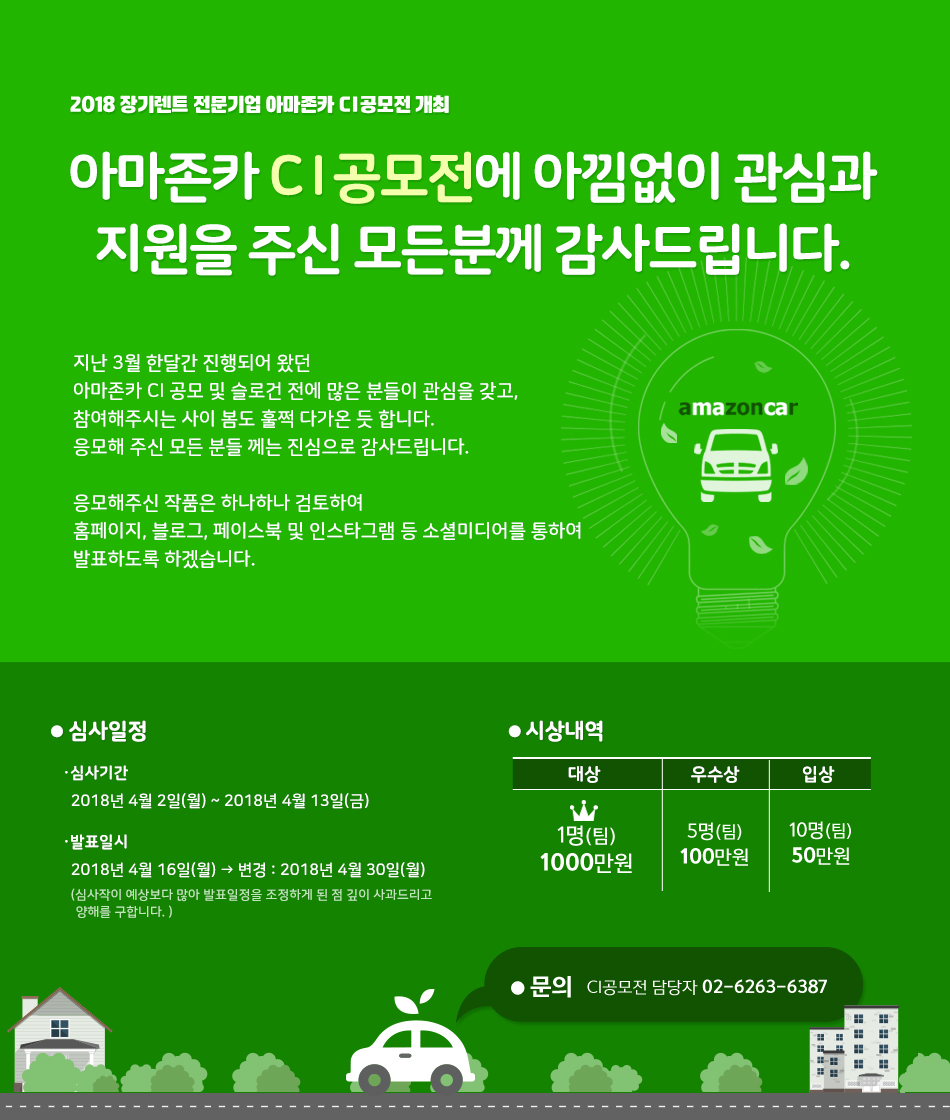 2018 장기렌트 전문기업 아마존카 CI공모전 개최
아마존카 CI공모전에 아낌없이 관심과
지원을 주신 모든분께 감사드립니다.
지난 3월 한달간 진행되어 왔던
아마존카 CI 공모 및 슬로건 전에 많은 분들이 관심을 갖고,
참여해주시는 사이 봄도 훌쩍 다가온 듯 합니다.
응모해 주신 모든 분들 께는 진심으로 감사드립니다.
응모해주신 작품은 하나하나 검토하여
홈페이지, 블로그, 페이스북 및 인스타그램 등 소셜미디어를 통하여
발표하도록 하겠습니다.
amazoncar
● 심사일정
·심사기간
2018년 4월 2일(월) ~ 2018년 4월 13일(금)
·발표일시
2018년 4월 16일(월) → 변경 : 2018년 4월 30일(월)
(심사작이 예상보다 많아 발표일정을 조정하게 된 점 깊이 사과드리고
양해를 구합니다. )
● 시상내역
대상 우수상 입상
1명(팀) 5명(팀) 10명(팀)
1000만원 100만원 50만원
● 문의 CI공모전 담당자 02-6263-6387